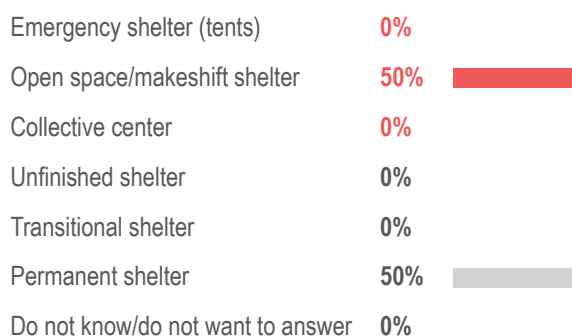 Emergency shelter (tents) 0%
Open space/makeshift shelter 50%
Collective center 0%
Unfinished shelter 0%
Transitional shelter 0%
Permanent shelter 50%
Do not know/do not want to answer 0%